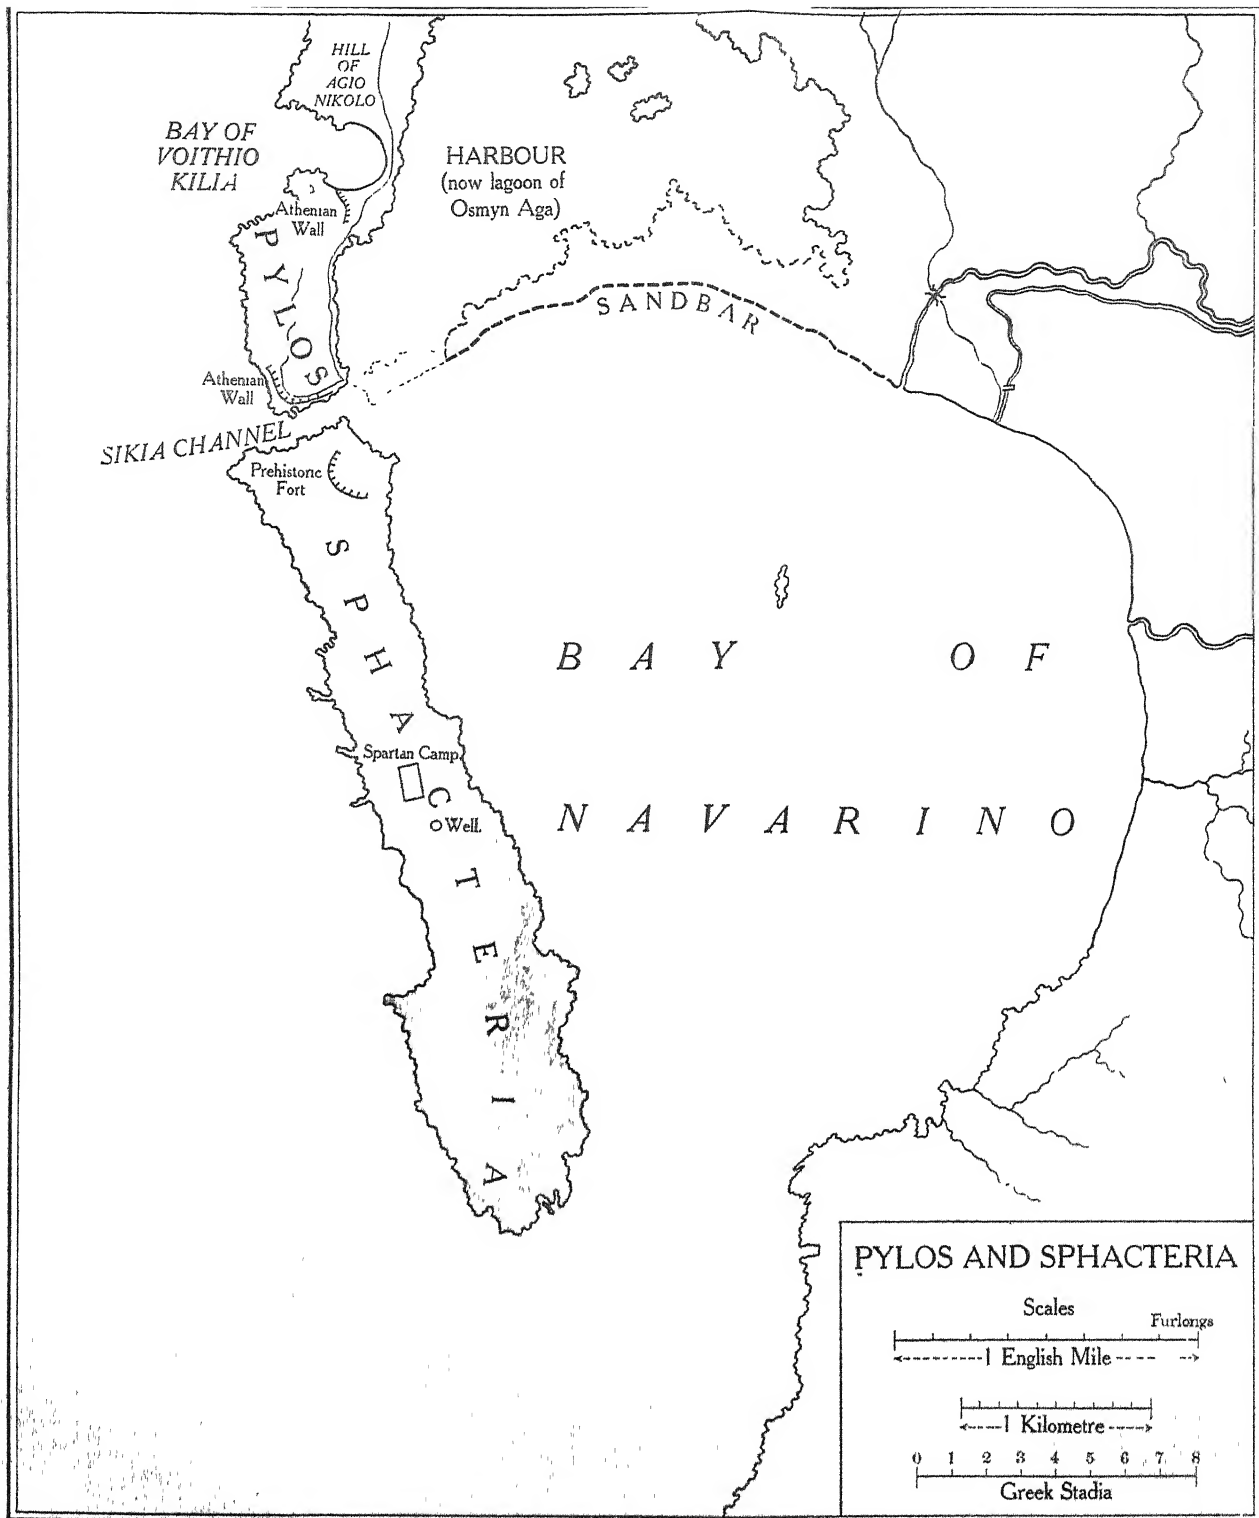 HILL
OF
AGIO
NIKOLO
BAY OF
VOITHIO
KILIA
HARBOUR
(now lagoon of
Osmyn Aga)
Athenian
Wall
PYLOS
SANDBAR
Athenian
Wall
SIKIA CHANNEL
Prehistoric
Fort
SPHACTERIA
BAY OF
NAVARINO
Spartan Camp.
Well.
PYLOS AND SPHACTERIA
Scales
Furlongs
1 English Mile
1 Kilometre
0 1 2 3 4 5 6 7 8
Greek Stadia